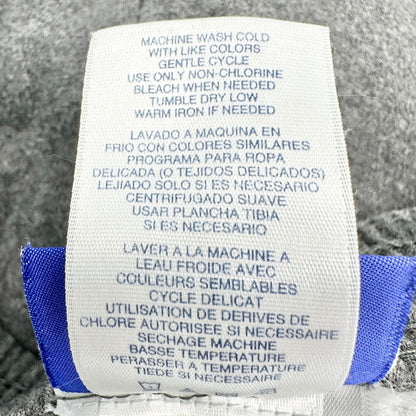 MACHINE WASH COLD
WITH LIKE COLORS
GENTLE CYCLE
USE ONLY NON-CHLORINE
BLEACH WHEN NEEDED
TUMBLE DRY LOW
WARM IRON IF NEEDED
LAVADO A MAQUINA EN
FRIO CON COLORES SIMILARES
PROGRAMA PARA ROPA
DELICADA (O TEJIDOS DELICADOS)
LEJIADO SOLO SI ES NECESARIO
CENTRIFUGADO SUAVE
USAR PLANCHA TIBIA
SI ES NECESARIO
LAVER A LA MACHINE A
LEAU FROIDE AVEC
COULEURS SEMBLABLES
CYCLE DELICAT
UTILISATION DE DERIVES DE
CHLORE AUTORISEE SI NECESSAIRE
SECHAGE MACHINE
BASSE TEMPERATURE
PERASSER A TEMPERATURE
TIEDE SI NECESSAIRE